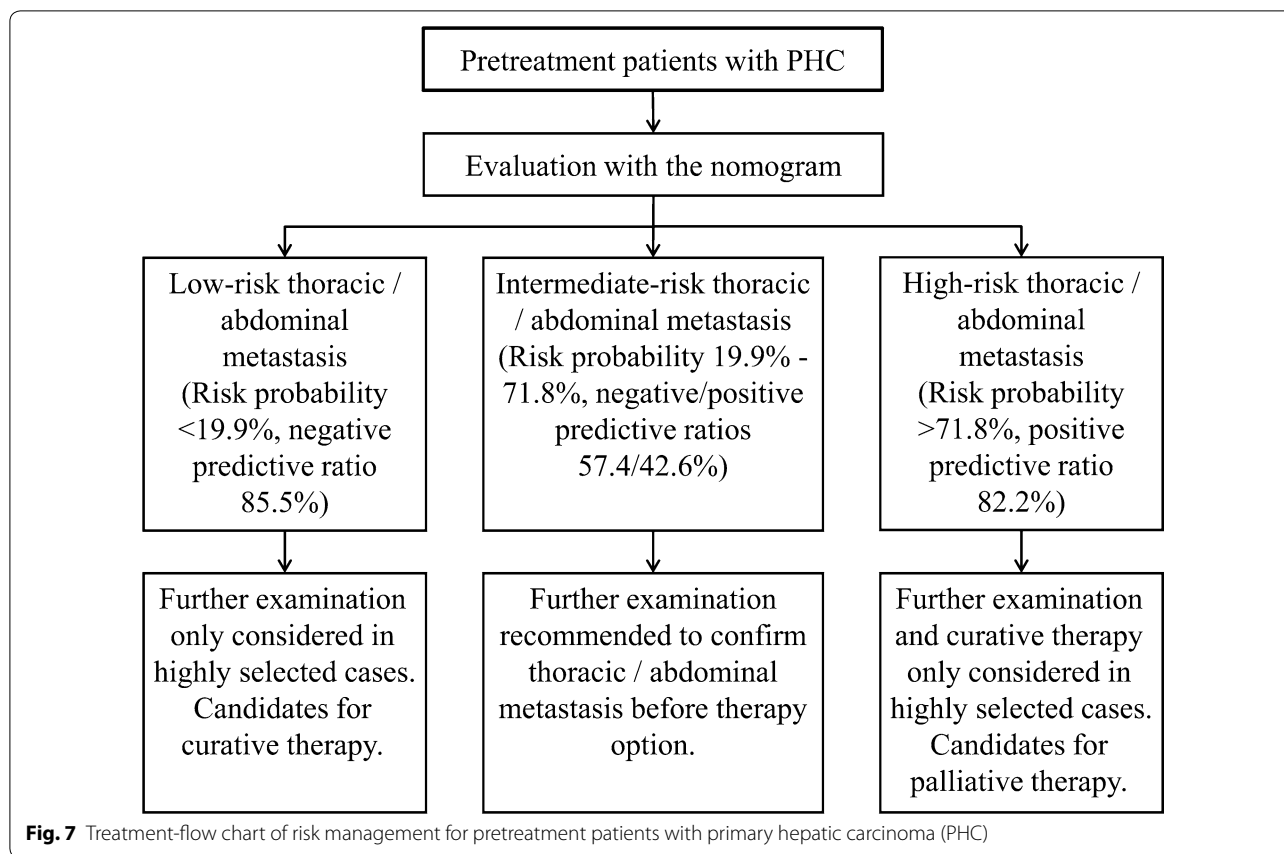 Pretreatment patients with PHC
Evaluation with the nomogram
Low-risk thoracic /
abdominal
metastasis
(Risk probability
<19.9%, negative
predictive ratio
85.5%)
Intermediate-risk thoracic
/ abdominal metastasis
(Risk probability 19.9% -
71.8%, negative/positive
predictive ratios
57.4/42.6%)
High-risk thoracic /
abdominal
metastasis
(Risk probability
>71.8%, positive
predictive ratio
82.2%)
Further examination
only considered in
highly selected cases.
Candidates for
curative therapy.
Further examination
recommended to confirm
thoracic / abdominal
metastasis before therapy
option.
Further examination
and curative therapy
only considered in
highly selected cases.
Candidates for
palliative therapy.
Fig. 7 Treatment-flow chart of risk management for pretreatment patients with primary hepatic carcinoma (PHC)